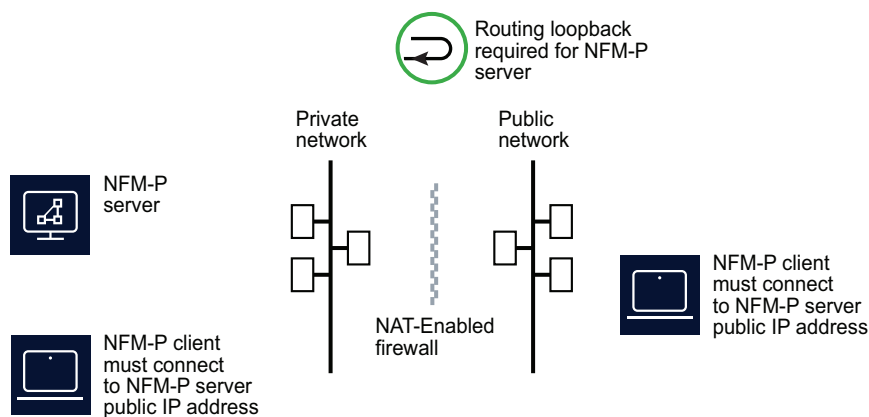 Routing loopback
required for NFM-P
server
Private
network
Public
network
NFM-P
server
NFM-P client
must connect
to NFM-P server
public IP address
NAT-Enabled
firewall
NFM-P client
must connect
to NFM-P server
public IP address